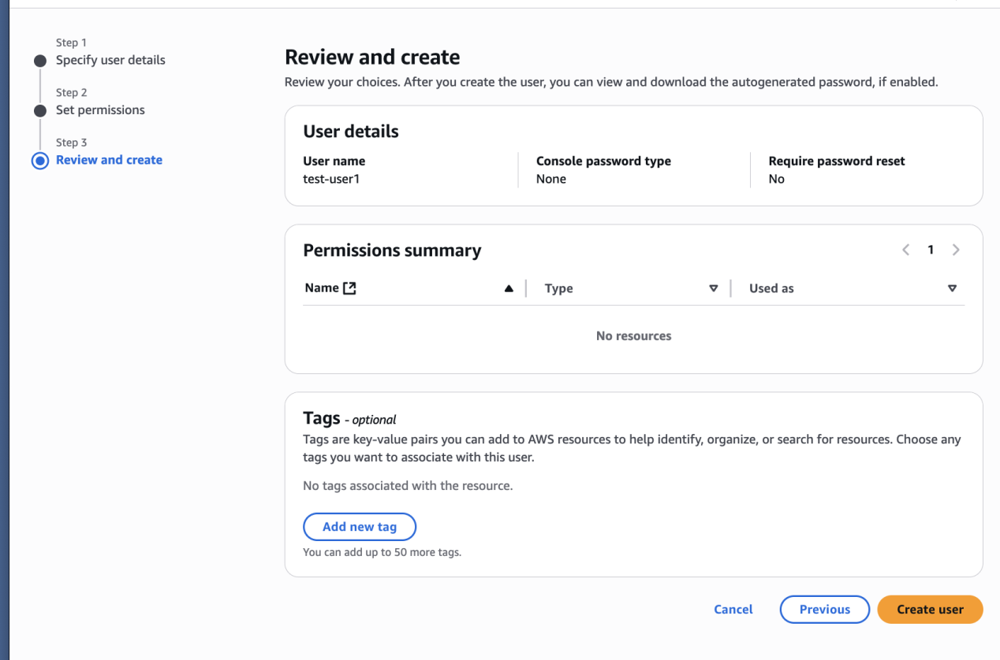 Step 1
Specify user details
Step 2
Set permissions
Step 3
Review and create
Review and create
Review your choices. After you create the user, you can view and download the autogenerated password, if enabled.
User details
User name
test-user1
Console password type
None
Require password reset
No
Permissions summary
1
Name
Type
Used as
No resources
Tags - optional
Tags are key-value pairs you can add to AWS resources to help identify, organize, or search for resources. Choose any
tags you want to associate with this user.
No tags associated with the resource.
Add new tag
You can add up to 50 more tags.
Cancel
Previous
Create user